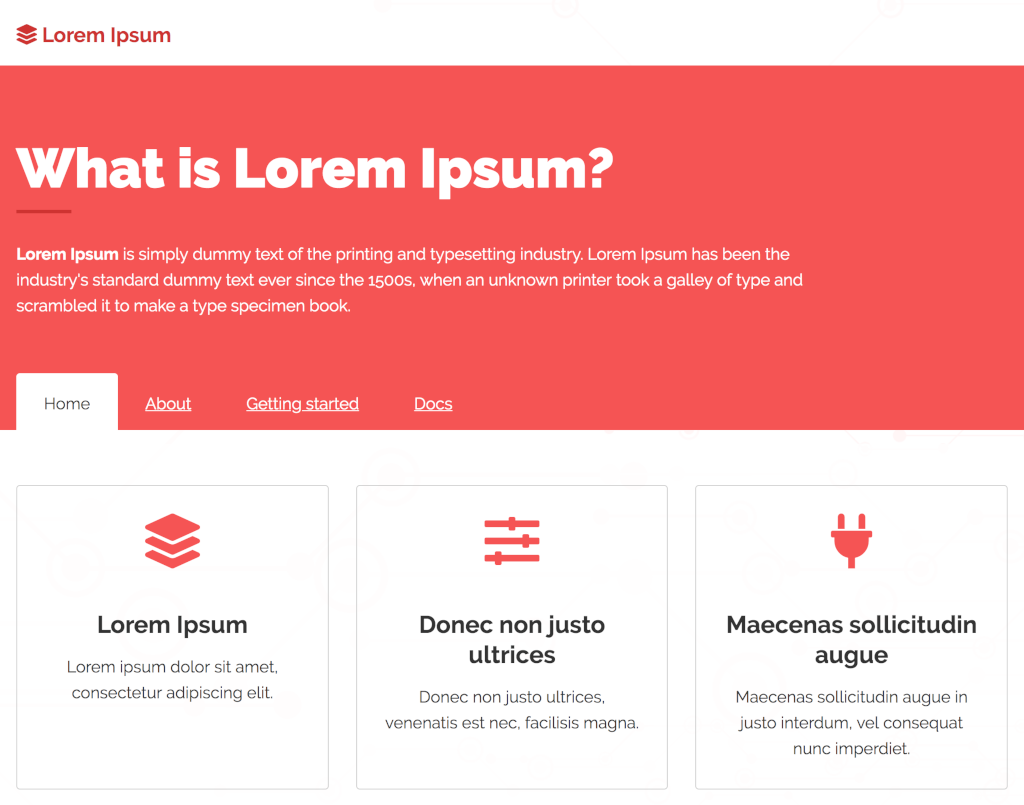 Lorem Ipsum
What is Lorem Ipsum?
Lorem Ipsum is simply dummy text of the printing and typesetting industry. Lorem Ipsum has been the
industry's standard dummy text ever since the 1500s, when an unknown printer took a galley of type and
scrambled it to make a type specimen book.
Home About Getting started Docs
Lorem Ipsum
Lorem ipsum dolor sit amet,
consectetur adipiscing elit.
Donec non justo
ultrices
Donec non justo ultrices,
venenatis est nec, facilisis magna.
Maecenas sollicitudin
augue
Maecenas sollicitudin augue in
justo interdum, vel consequat
nunc imperdiet.